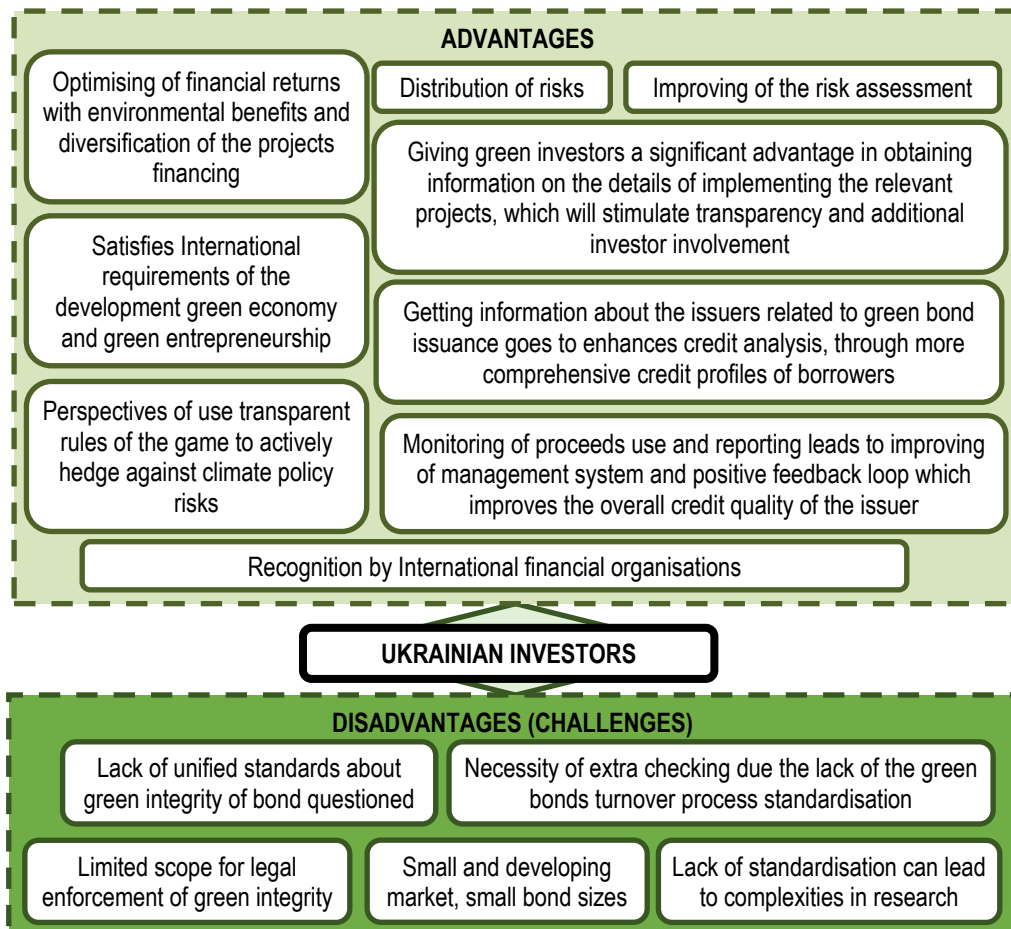 ADVANTAGES
Optimising of financial returns
with environmental benefits and
diversification of the projects
financing
Distribution of risks
Improving of the risk assessment
Giving green investors a significant advantage in obtaining
information on the details of implementing the relevant
projects, which will stimulate transparency and additional
investor involvement
Satisfies International
requirements of the
development green economy
and green entrepreneurship
Getting information about the issuers related to green bond
issuance goes to enhances credit analysis, through more
comprehensive credit profiles of borrowers
Perspectives of use transparent
rules of the game to actively
hedge against climate policy
risks
Monitoring of proceeds use and reporting leads to improving
of management system and positive feedback loop which
improves the overall credit quality of the issuer
Recognition by International financial organisations
UKRAINIAN INVESTORS
DISADVANTAGES (CHALLENGES)
Lack of unified standards about
green integrity of bond questioned
Necessity of extra checking due the lack of the green
bonds turnover process standardisation
Limited scope for legal
enforcement of green integrity
Small and developing
market, small bond sizes
Lack of standardisation can lead
to complexities in research